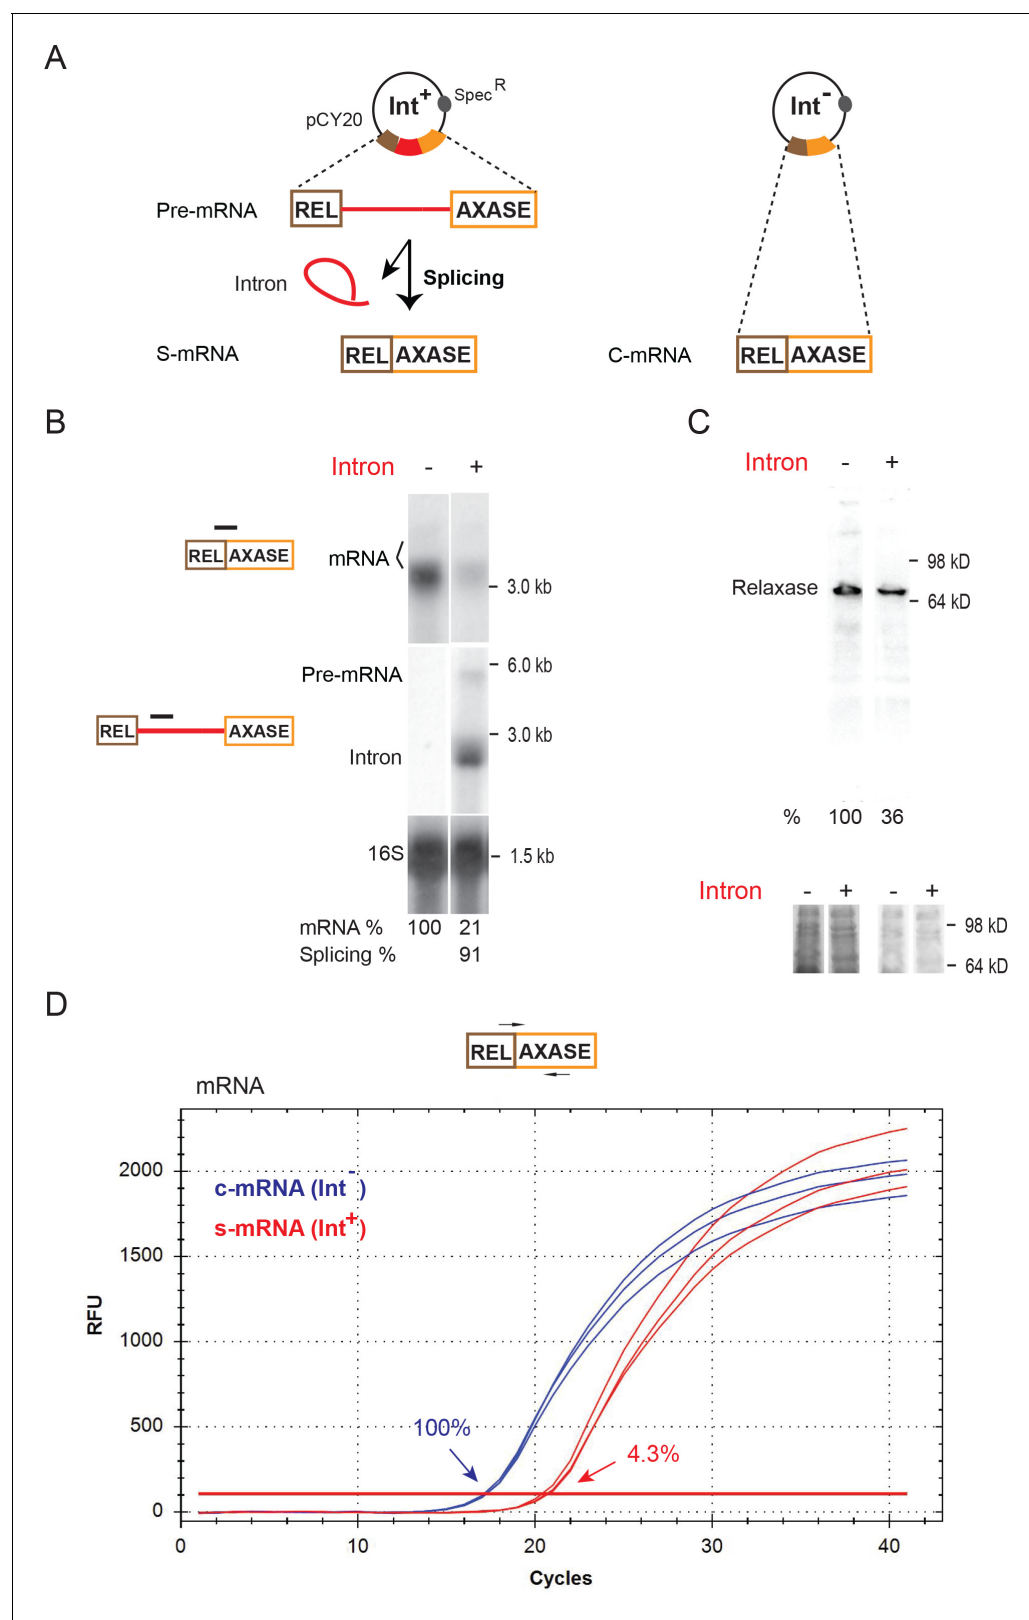 A
Int+
Spec R
pCY20
Int-
Pre-mRNA
REL
AXASE
Intron
Splicing
S-mRNA
REL AXASE
C-mRNA
REL AXASE
B
Intron - +
REL AXASE
mRNA
3.0 kb
6.0 kb
Pre-mRNA
REL AXASE
3.0 kb
Intron
16S
1.5 kb
mRNA % 100 21
Splicing % 91
C
Intron - +
98 kD
Relaxase
64 kD
% 100 36
Intron - + - +
98 kD
64 kD
D
REL AXASE
mRNA
c-mRNA (Int-)
s-mRNA (Int+)
100%
4.3%
RFU
2000
1500
1000
500
0
0 10 20 30 40
Cycles